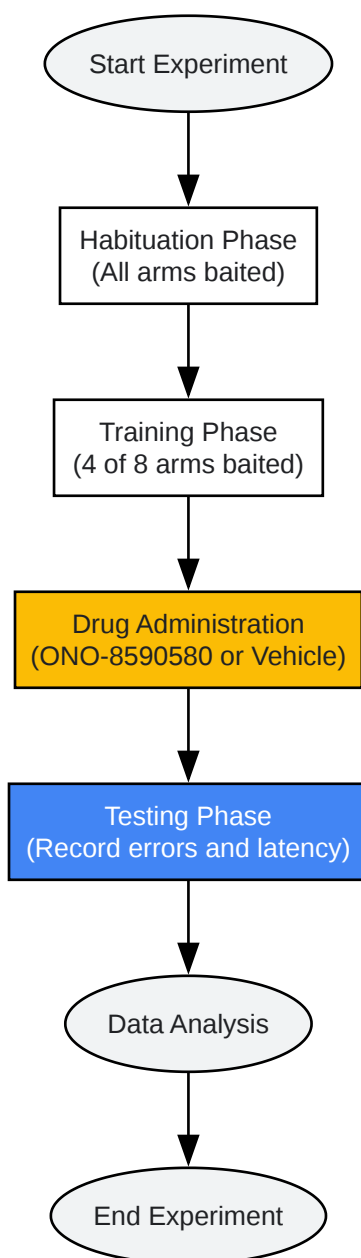 Start Experiment
Habituation Phase
(All arms baited)
Training Phase
(4 of 8 arms baited)
Drug Administration
(ONO-8590580 or Vehicle)
Testing Phase
(Record errors and latency)
Data Analysis
End Experiment